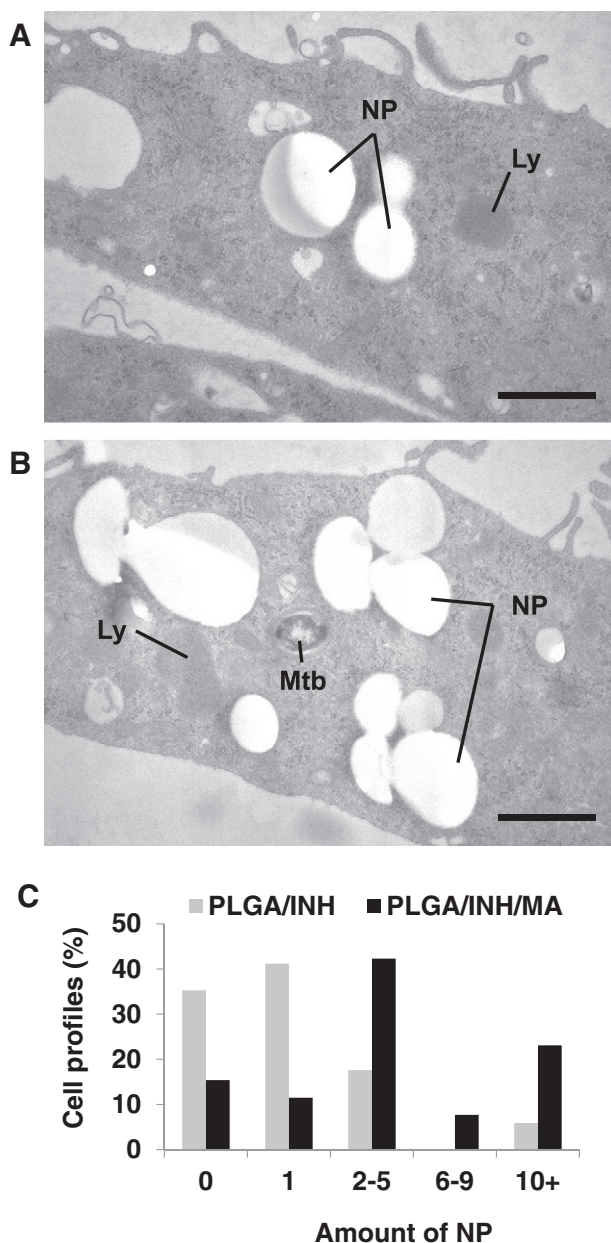 A
NP
Ly
B
NP
Ly
Mtb
C
PLGA/INH PLGA/INH/MA
Cell profiles (%)
50
40
30
20
10
0
0 1 2-5 6-9 10+
Amount of NP